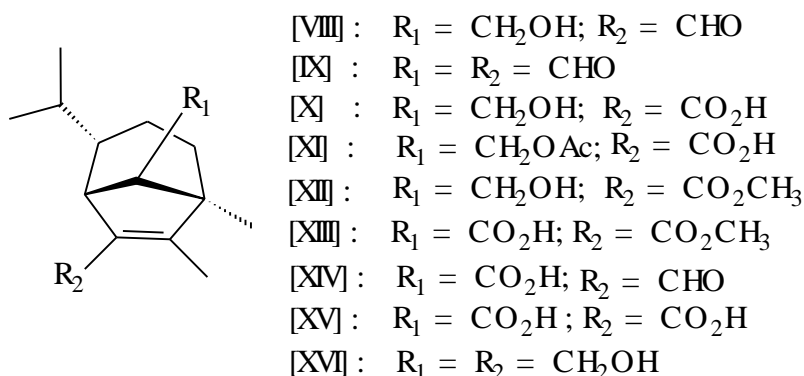 [VIII] : R1 = CH2OH; R2 = CHO
[IX] : R1 = R2 = CHO
[X] : R1 = CH2OH; R2 = CO2H
[XI] : R1 = CH2OAc; R2 = CO2H
[XII] : R1 = CH2OH; R2 = CO2CH3
[XIII] : R1 = CO2H; R2 = CO2CH3
[XIV] : R1 = CO2H; R2 = CHO
[XV] : R1 = CO2H ; R2 = CO2H
[XVI] : R1 = R2 = CH2OH
R1
R2